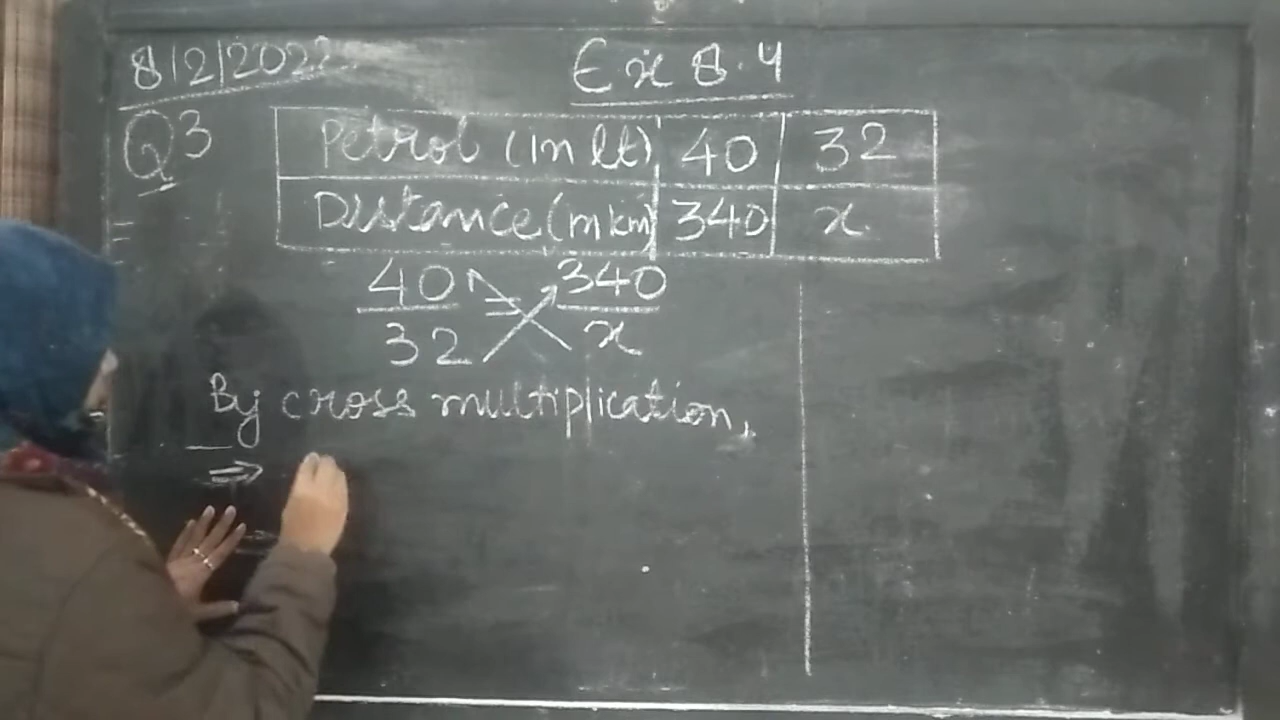 8/2/2022
Ex 8.4
Q3
Petrol (in lt) 40 32
Distance (in km) 340 x
40 = 340
32 x
By cross multiplication,
⇒